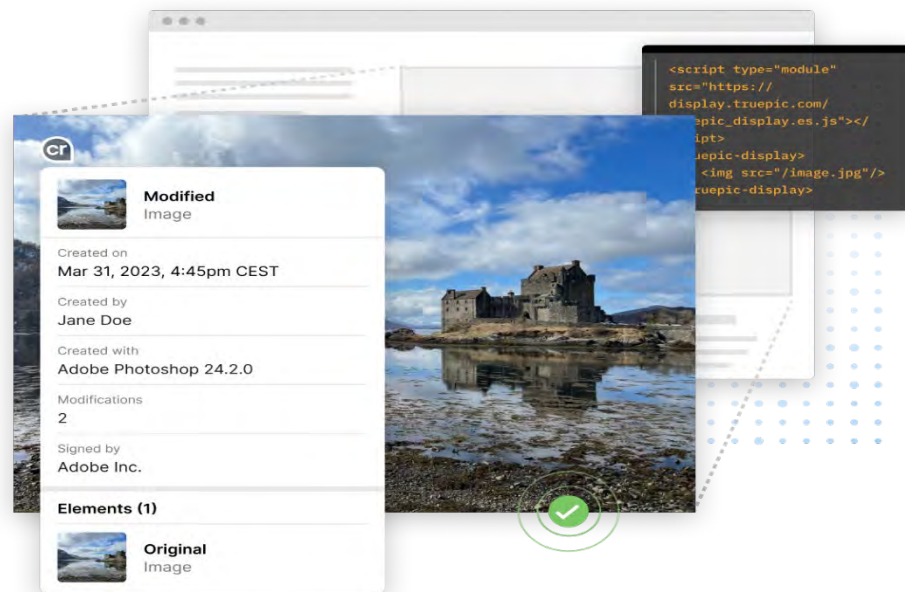 <script type="module"
src="https://
display.truepic.com/
epic_display.es.js"></
ipt>
uepic-display>
<img src="/image.jpg"/>
ruepic-display>
cr
Modified
Image
Created on
Mar 31, 2023, 4:45pm CEST
Created by
Jane Doe
Created with
Adobe Photoshop 24.2.0
Modifications
2
Signed by
Adobe Inc.
Elements (1)
Original
Image